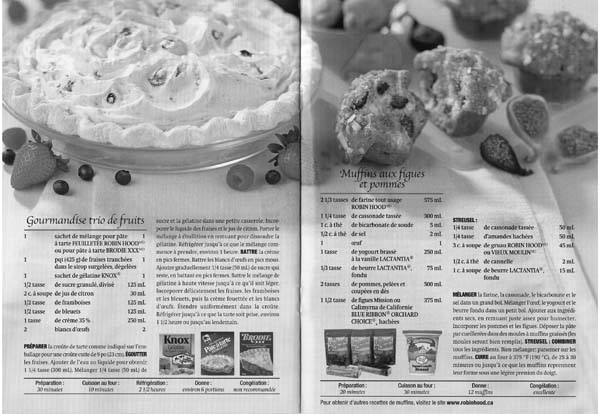 Gourmandise trio de fruits
1 sachet de mélange pour pâte 1
à tarte FEUILLETÉE ROBIN HOOD
ou pour pâte à tarte BRODIE XXX
1 pqt (425 g) de fraises tranchées 1
dans le sirop surgelées, dégelées
1 sachet de gélatine KNOX 1
1/2 tasse de sucre granulé, divisé 125 mL
2 c. à soupe de jus de citron 30 mL
1/2 tasse de framboises 125 mL
1/2 tasse de bleuets 125 mL
1 tasse de crème 35 % 250 mL
2 blancs d'œufs 2
PRÉPARER la croûte de tarte comme indiqué sur l'em-
ballage pour une croûte cuite de 9 po (23 cm). ÉGOUTTER
les fraises. Ajouter de l'eau au liquide pour obtenir
1 1/4 tasse (300 mL). Mélanger 1/4 tasse (50 mL) de
sucre et la gélatine dans une petite casserole. Incor-
porer le liquide des fraises et le jus de citron. Porter le
mélange à ébullition en remuant pour dissoudre la
gélatine. Réfrigérer jusqu'à ce que le mélange com-
mence à prendre, environ 1 heure. BATTRE la crème
en pics fermes. Battre les blancs d'œufs en pics mous.
Ajouter graduellement 1/4 tasse (50 mL) de sucre qui
reste, en battant en pics fermes. Battre le mélange de
gélatine à haute vitesse jusqu'à ce qu'il soit léger.
Incorporer délicatement les fraises, les framboises
et les bleuets, puis la crème fouettée et les blancs
d'œufs. Étendre uniformément dans la croûte.
Réfrigérer jusqu'à ce que la tarte soit prise, environ
2 1/2 heures ou jusqu'au lendemain.
Knox
BRODIE
XXX
Préparation : Cuisson au four : Réfrigération : Donne : Congélation :
30 minutes 10 minutes 2 1/2 heures environ 6 portions non recommandée
Muffins aux figues
et pommes
2 1/3 tasses de farine tout usage 575 mL
ROBIN HOOD
1 1/4 tasse de cassonade tassée 300 mL
1 c. à thé de bicarbonate de soude 5 mL
1/2 c. à thé de sel 2 mL
1 œuf 1
1 tasse de yogourt brassé 250 mL
à la vanille LACTANTIA
1/3 tasse de beurre LACTANTIA, 75 mL
fondu
2 tasses de pommes, pelées et 500 mL
coupées en dés
1 1/2 tasse de figues Mission ou 375 mL
Calimyrna de Californie
BLUE RIBBON ORCHARD
CHOICE, hachées
STREUSEL :
1/4 tasse de cassonade tassée 50 mL
1/4 tasse d'amandes hachées 50 mL
3 c. à soupe de gruau ROBIN HOOD 45 mL
ou VIEUX MOULIN
1/2 c. à thé de cannelle 2 mL
1 c. à soupe de beurre LACTANTIA, 15 mL
fondu
MÉLANGER la farine, la cassonade, le bicarbonate et le
sel dans un grand bol. Mélanger l'œuf, le yogourt et le
beurre fondu dans un petit bol. Ajouter aux ingrédi-
ents secs, en remuant juste assez pour humecter.
Incorporer les pommes et les figues. Déposer la pâte
par cuillerées dans des moules à muffins graissés (les
moules seront bien remplis). STREUSEL : COMBINER
tous les ingrédients. Bien mélanger; parsemer sur les
muffins. CUIRE au four à 375 °F (190 °C), de 25 à 30
minutes ou jusqu'à ce que les muffins reprennent
leur forme sous une légère pression du doigt.
Préparation : Cuisson au four : Donne : Congélation :
20 minutes 30 minutes 12 muffins excellente
Pour obtenir d'autres recettes de muffins, visitez le site www.robinhood.ca